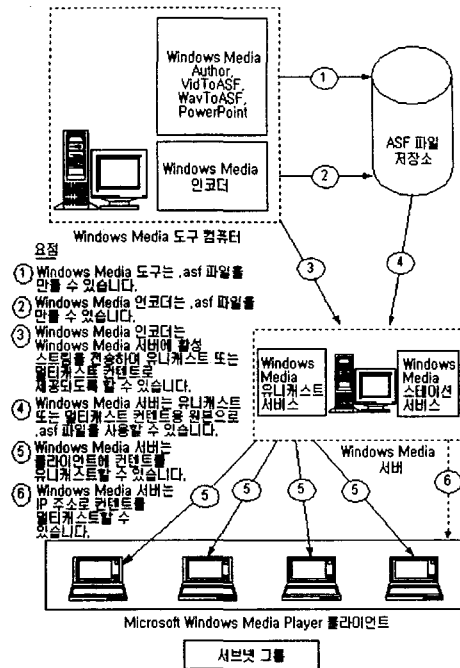 Windows Media
Author,
VidToASF,
WavToASF,
PowerPoint
1
ASF 파일
저장소
Windows Media
인코더
2
Windows Media 도구 컴퓨터
3
4
요점
1 Windows Media 도구는 .asf 파일을
만들 수 있습니다.
2 Windows Media 인코더는 .asf 파일을
만들 수 있습니다.
3 Windows Media 인코더는
Windows Media 서버에 활성
스트림을 전송하여 유니캐스트 또는
멀티캐스트 컨텐트로
제공되도록 할 수 있습니다.
4 Windows Media 서버는 유니캐스트
또는 멀티캐스트 컨텐트용 원본으로
.asf 파일을 사용할 수 있습니다.
5 Windows Media 서버는
클라이언트에 컨텐트를
유니캐스트할 수 있습니다.
6 Windows Media 서버는
IP 주소로 컨텐트를
멀티캐스트할 수
있습니다.
Windows
Media
유니캐스트
서비스
Windows
Media
스테이션
서비스
Windows Media
서버
5
5
5
5
6
Microsoft Windows Media Player 클라이언트
서브넷 그룹